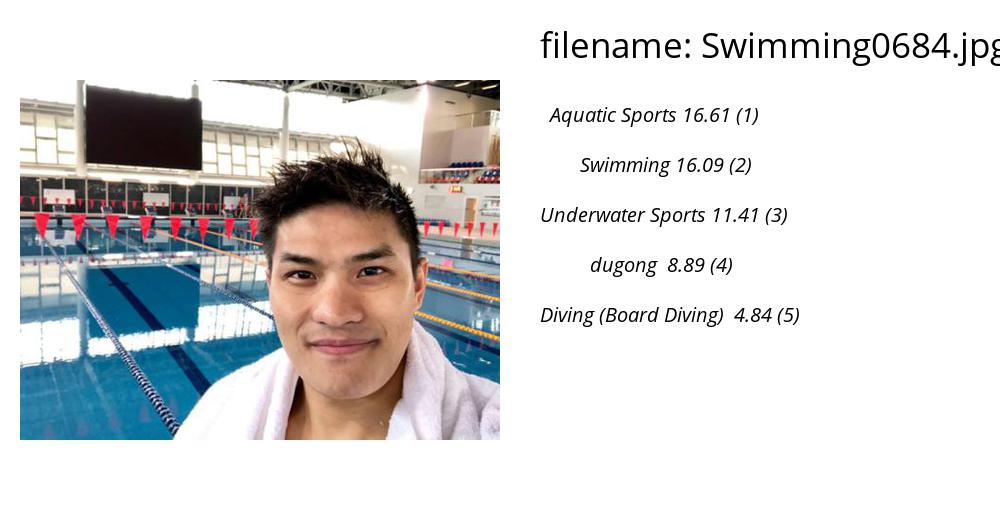 filename: Swimming0684.jpg
Aquatic Sports 16.61 (1)
Swimming 16.09 (2)
Underwater Sports 11.41 (3)
dugong 8.89 (4)
Diving (Board Diving) 4.84 (5)